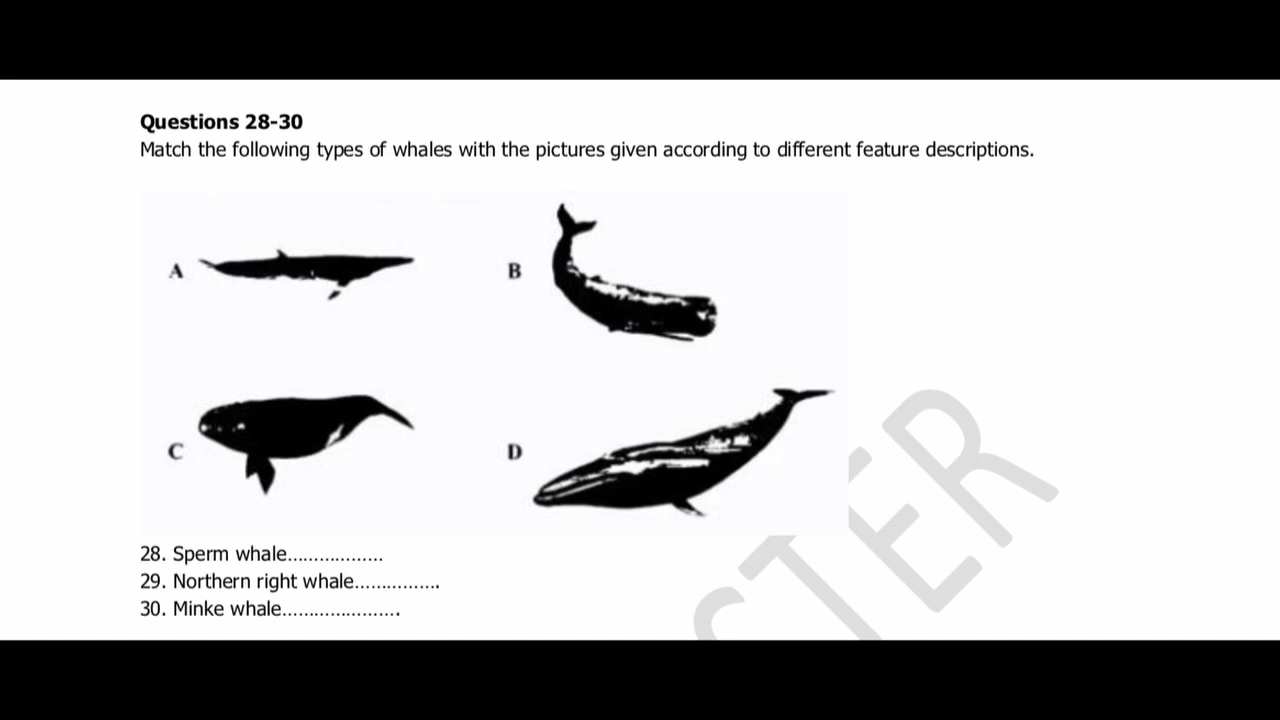 Questions 28-30
Match the following types of whales with the pictures given according to different feature descriptions.
A
B
C
D
28. Sperm whale..................
29. Northern right whale................
30. Minke whale......................
STER